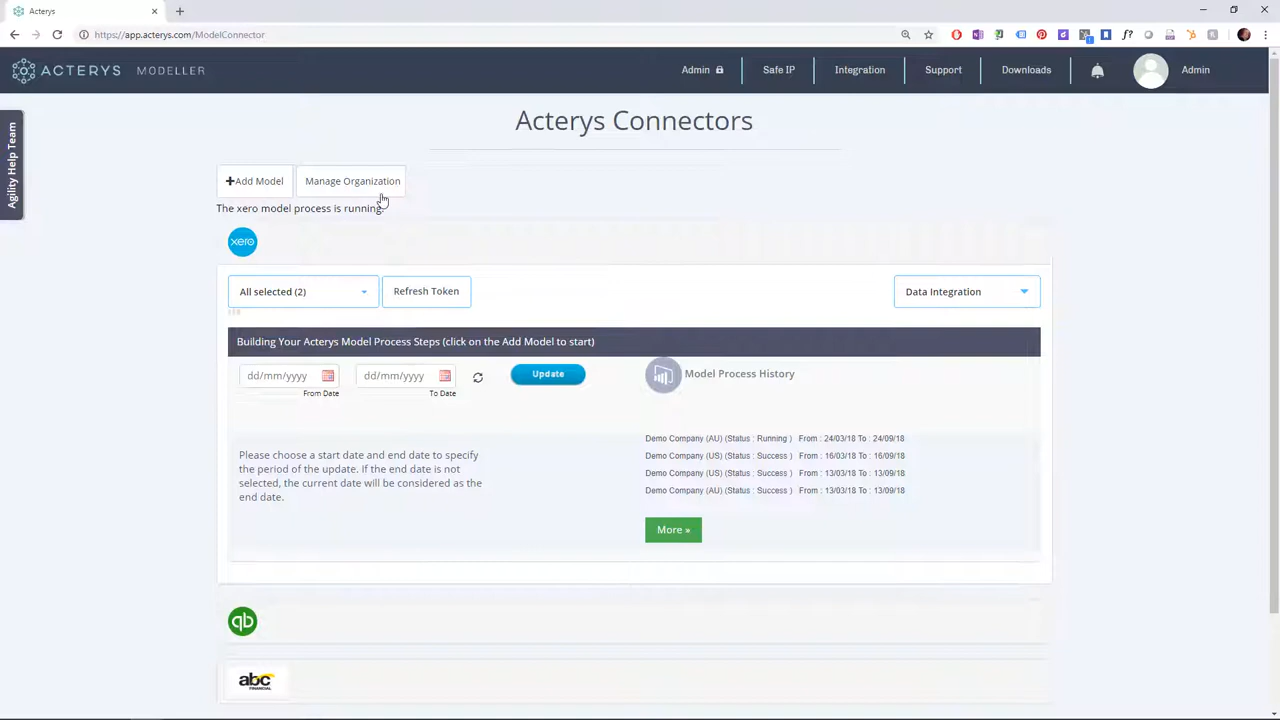 Acterys
https://app.acterys.com/ModelConnector
ACTERYS MODELLER
Admin
Safe IP
Integration
Support
Downloads
Admin
Agility Help Team
Acterys Connectors
+Add Model
Manage Organization
The xero model process is running.
xero
All selected (2)
Refresh Token
Data Integration
Building Your Acterys Model Process Steps (click on the Add Model to start)
dd/mm/yyyy
dd/mm/yyyy
Update
Model Process History
From Date
To Date
Demo Company (AU) (Status : Running ) From : 24/03/18 To : 24/09/18
Demo Company (US) (Status : Success ) From : 16/03/18 To : 16/09/18
Demo Company (AU) (Status : Success ) From : 13/03/18 To : 13/09/18
Demo Company (AU) (Status : Success ) From : 13/03/18 To : 13/09/18
Please choose a start date and end date to specify
the period of the update. If the end date is not
selected, the current date will be considered as the
end date.
More »
qb
abc
FINANCIAL